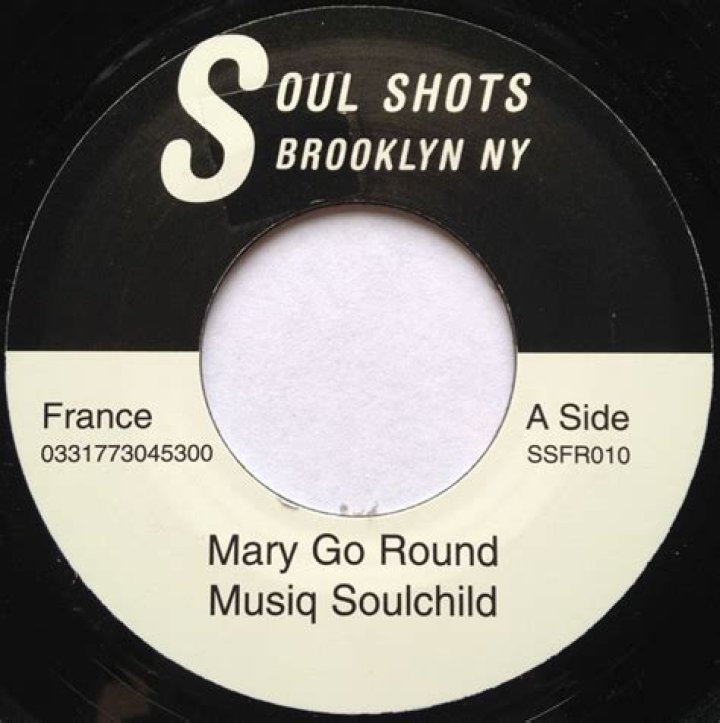 SOUL SHOTS
BROOKLYN NY
France
0331773045300
A Side
SSFR010
Mary Go Round
Musiq Soulchild